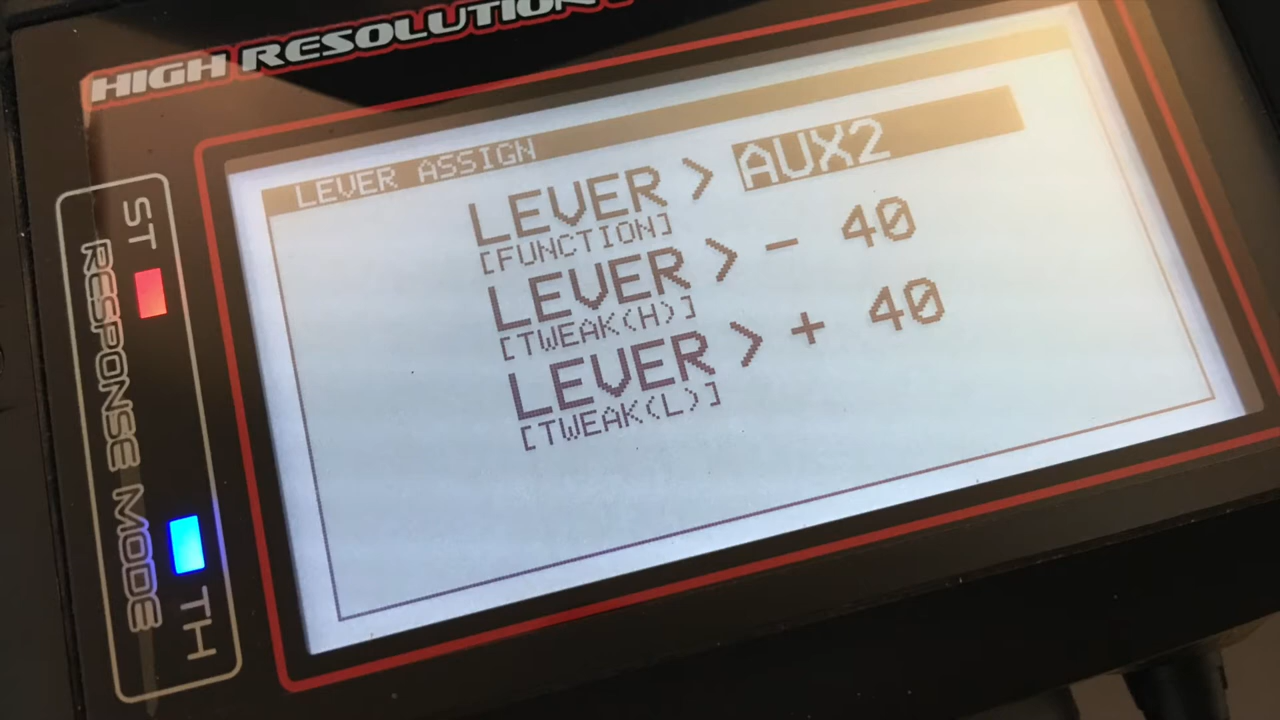 HIGH RESOLUTION
LEVER ASSIGN
LEVER > AUX2
[FUNCTION]
LEVER > - 40
[TWEAK(H)]
LEVER > + 40
[TWEAK(L)]
ST
RESPONSE MODE
TH